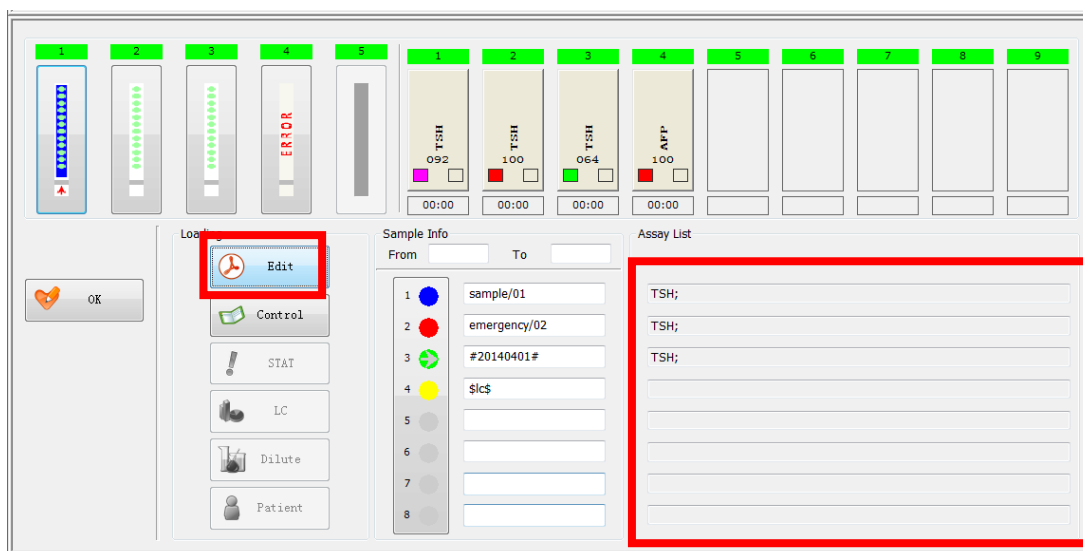 1 2 3 4 5
1 2 3 4 5 6 7 8 9
ERROR
TSH TSH TSH AFP
092 100 064 100
00:00 00:00 00:00 00:00
Loading Sample Info Assay List
From To
Edit
OK
Control
STAT
LC
Dilute
Patient
1 sample/01 TSH;
2 emergency/02 TSH;
3 #20140401# TSH;
4 $lc$
5
6
7
8